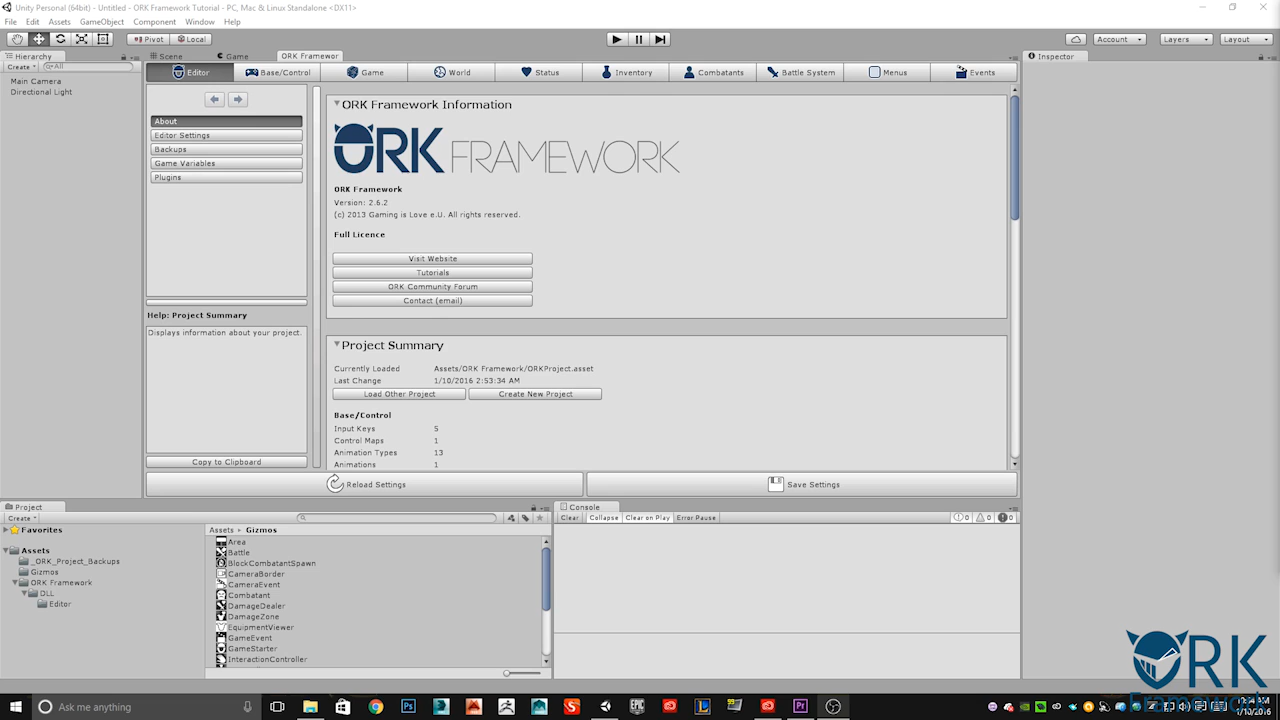 Unity Personal (64bit) - Untitled - ORK Framework Tutorial - PC, Mac & Linux Standalone <DX11>
File Edit Assets GameObject Component Window Help
Pivot Local Account Layers Layout
Hierarchy Scene Game ORK Framewor Inspector
Create All
Main Camera
Directional Light
Editor Base/Control Game World Status Inventory Combatants Battle System Menus Events
About
Editor Settings
Backups
Game Variables
Plugins
Help: Project Summary
Displays information about your project.
Copy to Clipboard
ORK Framework Information
ORK FRAMEWORK
ORK Framework
Version: 2.6.2
(c) 2013 Gaming is Love e.U. All rights reserved.
Full Licence
Visit Website
Tutorials
ORK Community Forum
Contact (email)
Project Summary
Currently Loaded Assets/ORK Framework/ORKProject.asset
Last Change 1/10/2016 2:53:34 AM
Load Other Project Create New Project
Base/Control
Input Keys 5
Control Maps 1
Animation Types 13
Animations 1
Reload Settings Save Settings
Project
Create
Favorites
Assets
_ORK_Project_Backups
Gizmos
ORK Framework
DLL
Editor
Assets Gizmos
Area
Battle
BlockCombatantSpawn
CameraBorder
CameraEvent
Combatant
DamageDealer
DamageZone
EquipmentViewer
GameEvent
GameStarter
InteractionController
Console
Clear Collapse Clear on Play Error Pause 0 0 0
ORK
Ask me anything
Ps
EPIC
Pr
1/10/2016